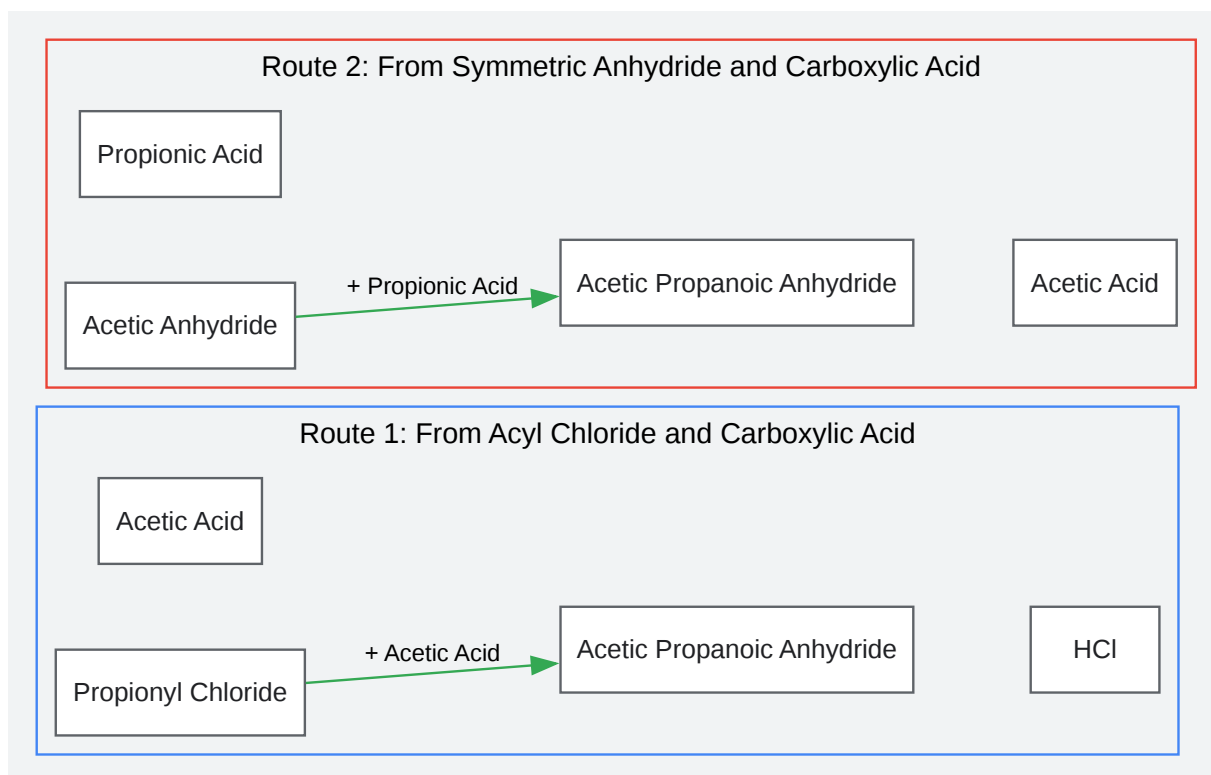 Route 2: From Symmetric Anhydride and Carboxylic Acid
Propionic Acid
Acetic Anhydride
+ Propionic Acid
Acetic Propanoic Anhydride
Acetic Acid
Route 1: From Acyl Chloride and Carboxylic Acid
Acetic Acid
Propionyl Chloride
+ Acetic Acid
Acetic Propanoic Anhydride
HCl